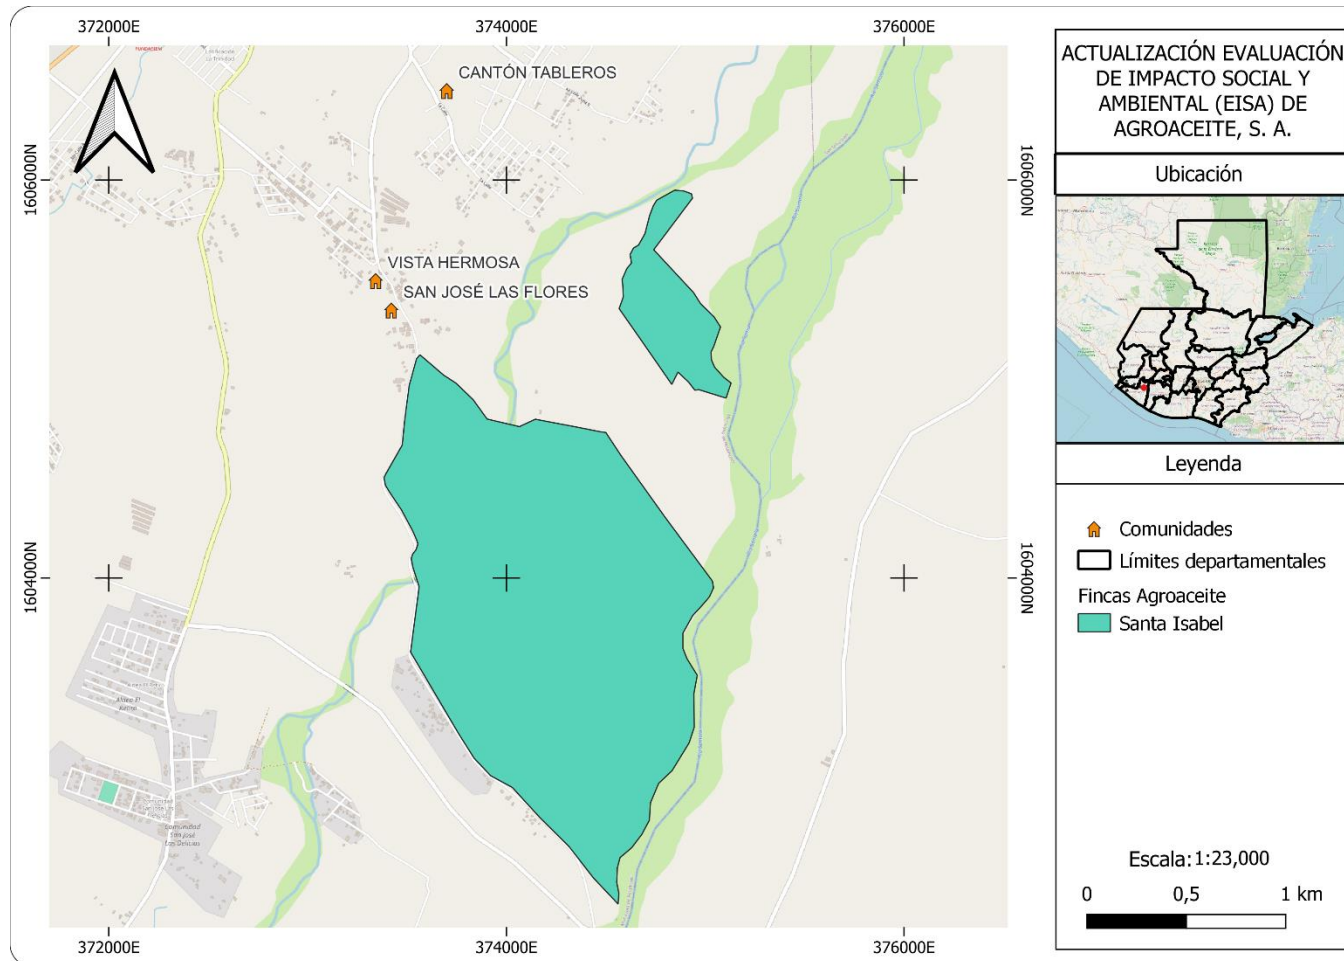 372000E
374000E
376000E
1606000N
1604000N
1606000N
1604000N
CANTÓN TABLEROS
VISTA HERMOSA
SAN JOSÉ LAS FLORES
372000E
374000E
376000E
ACTUALIZACIÓN EVALUACIÓN
DE IMPACTO SOCIAL Y
AMBIENTAL (EISA) DE
AGROACEITE, S. A.
Ubicación
Leyenda
Comunidades
Límites departamentales
Fincas Agroaceite
Santa Isabel
Escala: 1:23,000
0 0,5 1 km